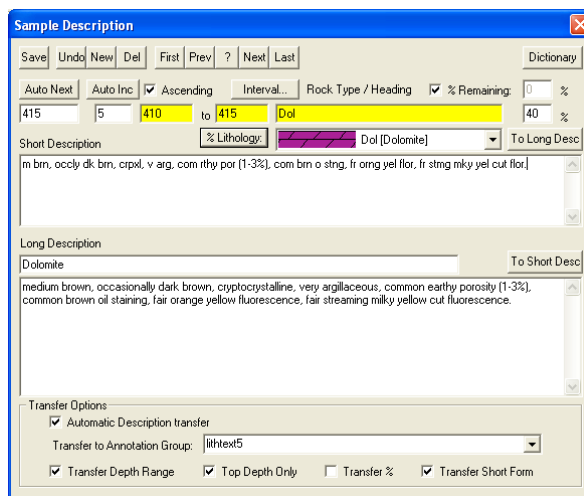 Sample Description
Save Undo New Del First Prev ? Next Last Dictionary
Auto Next Auto Inc Ascending Interval... Rock Type / Heading % Remaining: 0 %
415 5 410 to 415 Dol 40 %
% Lithology: Dol [Dolomite] To Long Desc
Short Description
m brn, occly dk brn, crpxl, v arg, com rthy por (1-3%), com brn o stng, fr orng yel flor, fr stmg mky yel cut flor.
Long Description
Dolomite To Short Desc
medium brown, occasionally dark brown, cryptocrystalline, very argillaceous, common earthy porosity (1-3%),
common brown oil staining, fair orange yellow fluorescence, fair streaming milky yellow cut fluorescence.
Transfer Options
Automatic Description transfer
Transfer to Annotation Group: lithtext5
Transfer Depth Range Top Depth Only Transfer % Transfer Short Form